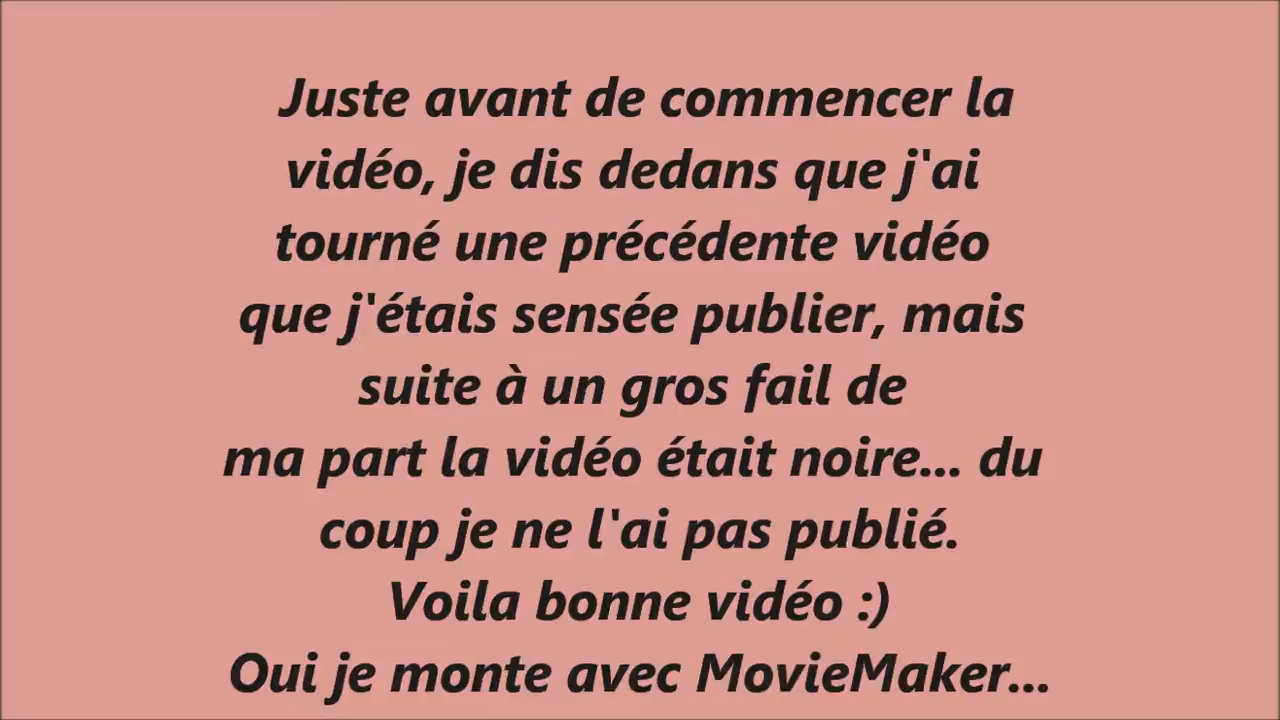 Juste avant de commencer la
vidéo, je dis dedans que j'ai
tourné une précédente vidéo
que j'étais sensée publier, mais
suite à un gros fail de
ma part la vidéo était noire... du
coup je ne l'ai pas publié.
Voila bonne vidéo :)
Oui je monte avec MovieMaker...